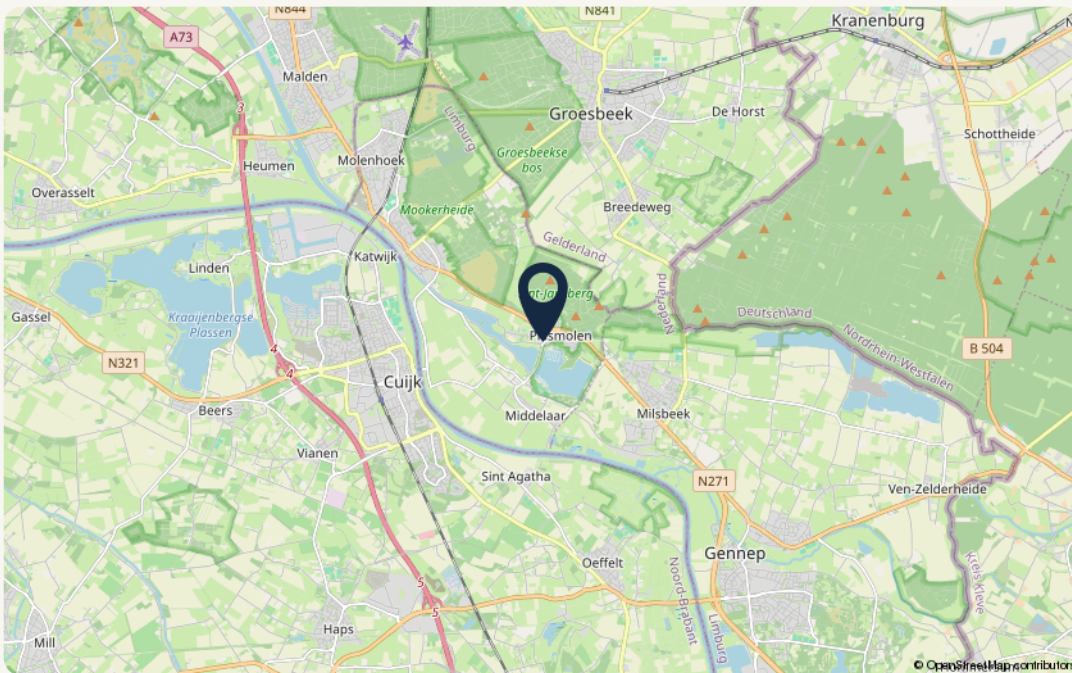 N844
N841
Kranenburg
A73
Malden
3
Groesbeek
De Horst
Limburg
Schottheide
Groesbeekse
bos
Molenhoek
Heumen
Overasselt
Mookerheide
Breedeweg
Gelderland
Katwijk
Linden
Nederland
Deutschland
Gassel
Kraaijenbergse
Plassen
Nordrhein-Westfalen
B 504
4
N321
4
Cuijk
Beers
Middelaar
Milsbeek
Vianen
Sint Agatha
N271
Ven-Zelderheide
Oeffelt
Gennep
Noord-Brabant
Limburg
Kreis Kleve
5
5
Haps
Mill
© OpenStreetMap contributors